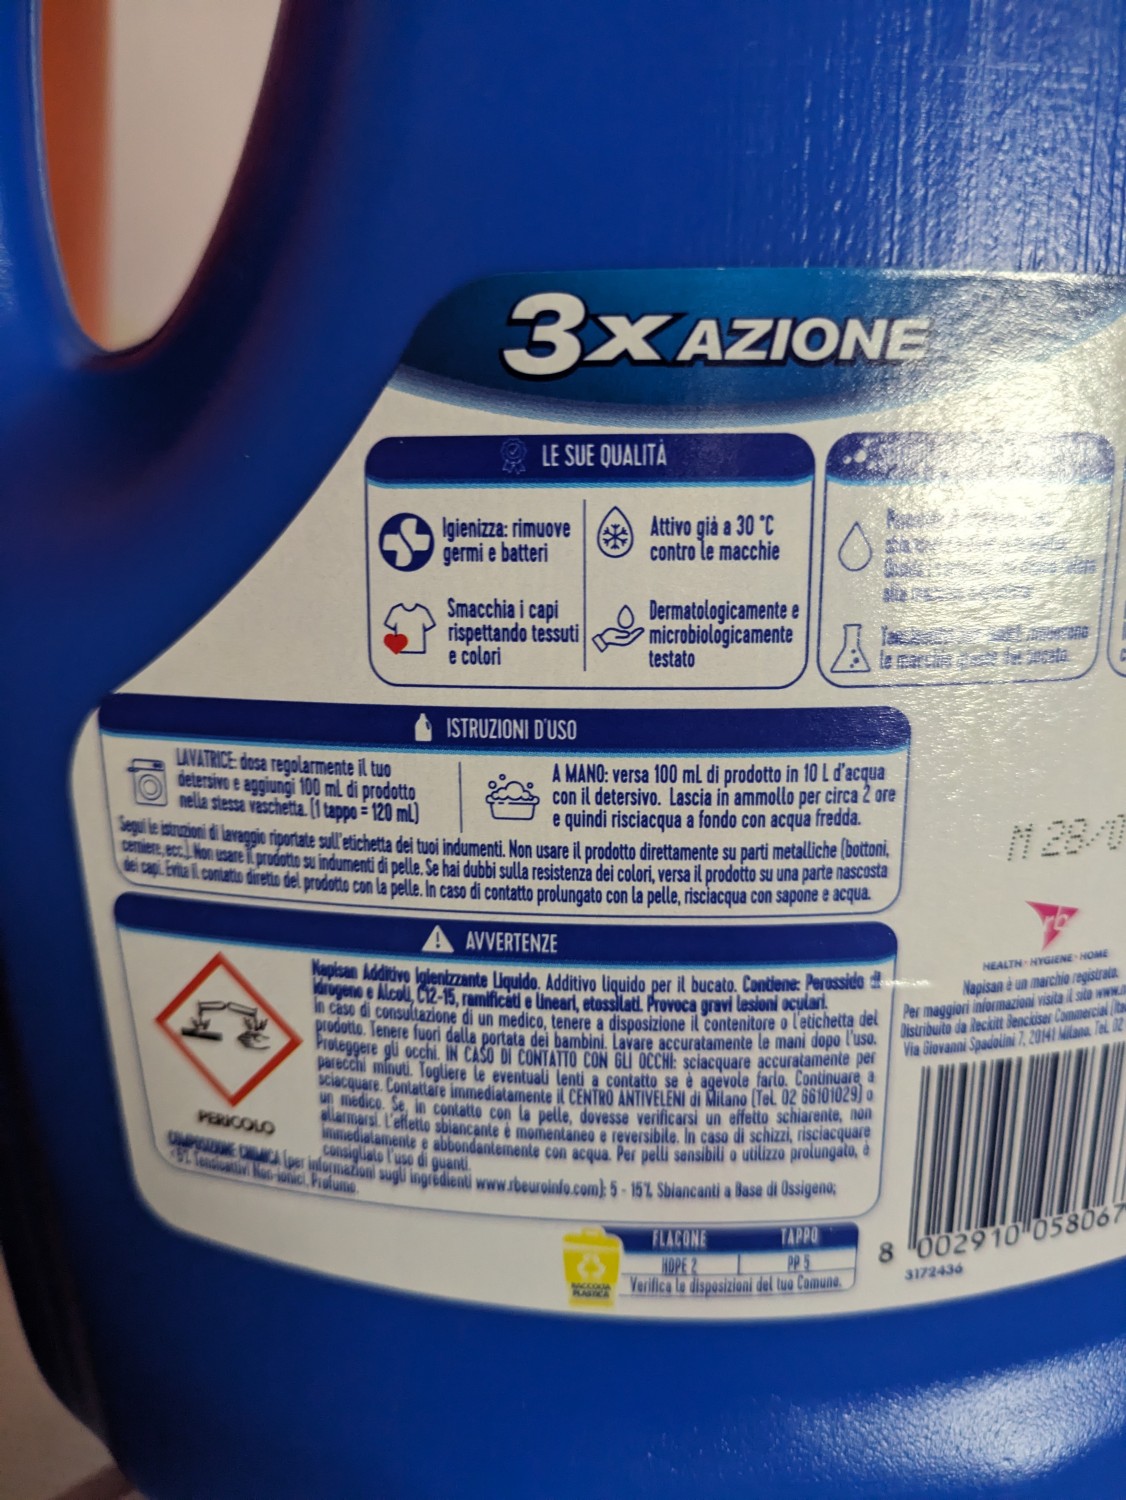 3X AZIONE
LE SUE QUALITÀ
Igienizza: rimuove
germi e batteri
Attivo già a 30 °C
contro le macchie
Smacchia i capi
rispettando tessuti
e colori
Dermatologicamente e
microbiologicamente
testato
le marchie
ISTRUZIONI D'USO
LAVATRICE: dosa regolarmente il tuo
detersivo e aggiungi 100 mL di prodotto
nella stessa vaschetta. (1 tappo = 120 mL)
A MANO: versa 100 mL di prodotto in 10 L d'acqua
con il detersivo. Lascia in ammollo per circa 2 ore
e quindi risciacqua a fondo con acqua fredda.
Segui le istruzioni di lavaggio riportate sull'etichetta dei tuoi indumenti. Non usare il prodotto direttamente su parti metalliche (bottoni,
cerniere, ecc.). Non usare il prodotto su indumenti di pelle. Se hai dubbi sulla resistenza dei colori, versa il prodotto su una parte nascosta
dei capi. Evita il contatto diretto del prodotto con la pelle. In caso di contatto prolungato con la pelle, risciacqua con sapone e acqua.
AVVERTENZE
Napisan Additivo Igienizzante Liquido. Additivo liquido per il bucato. Contiene: Perossido di
idrogeno e Alcoli, C12-15, ramificati e lineari, etossilati. Provoca gravi lesioni oculari.
In caso di consultazione di un medico, tenere a disposizione il contenitore o l'etichetta del
prodotto. Tenere fuori dalla portata dei bambini. Lavare accuratamente le mani dopo l'uso.
Proteggere gli occhi. IN CASO DI CONTATTO CON GLI OCCHI: sciacquare accuratamente per
parecchi minuti. Togliere le eventuali lenti a contatto se è agevole farlo. Continuare a
sciacquare. Contattare immediatamente il CENTRO ANTIVELENI di Milano (Tel. 02 66101029) o
un medico. Se, in contatto con la pelle, dovesse verificarsi un effetto schiarente, non
allarmarsi. L'effetto sbiancante è momentaneo e reversibile. In caso di schizzi, risciacquare
immediatamente e abbondantemente con acqua. Per pelli sensibili o utilizzo prolungato, è
consigliato l'uso di guanti.
PERICOLO
COMPOSIZIONE CHIMICA (per informazioni sugli ingredienti www.rbeuroinfo.com): 5 - 15% Sbiancanti a Base di Ossigeno;
<5% Tensioattivi Non-ionici. Profumo.
RACCOLTA
PLASTICA
FLACONE
TAPPO
HDPE 2
PP 5
Verifica le disposizioni del tuo Comune.
M 28/0
rb
HEALTH • HYGIENE • HOME
Napisan è un marchio registrato.
Per maggiori informazioni visita il sito www.n
Distribuito da Reckitt Benckiser Commercial (Ita
Via Giovanni Spadolini 7, 20141 Milano. Tel. 02
8 002910 058067
3172436